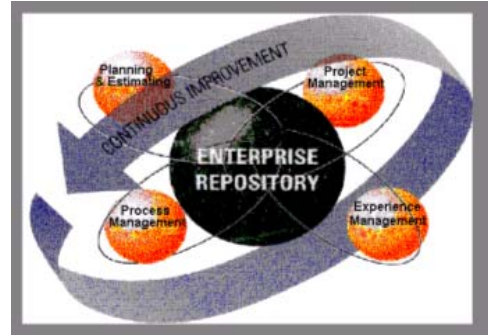 Planning
& Estimating
Project
Management
CONTINUOUS IMPROVEMENT
ENTERPRISE
REPOSITORY
Process
Management
Experience
Management